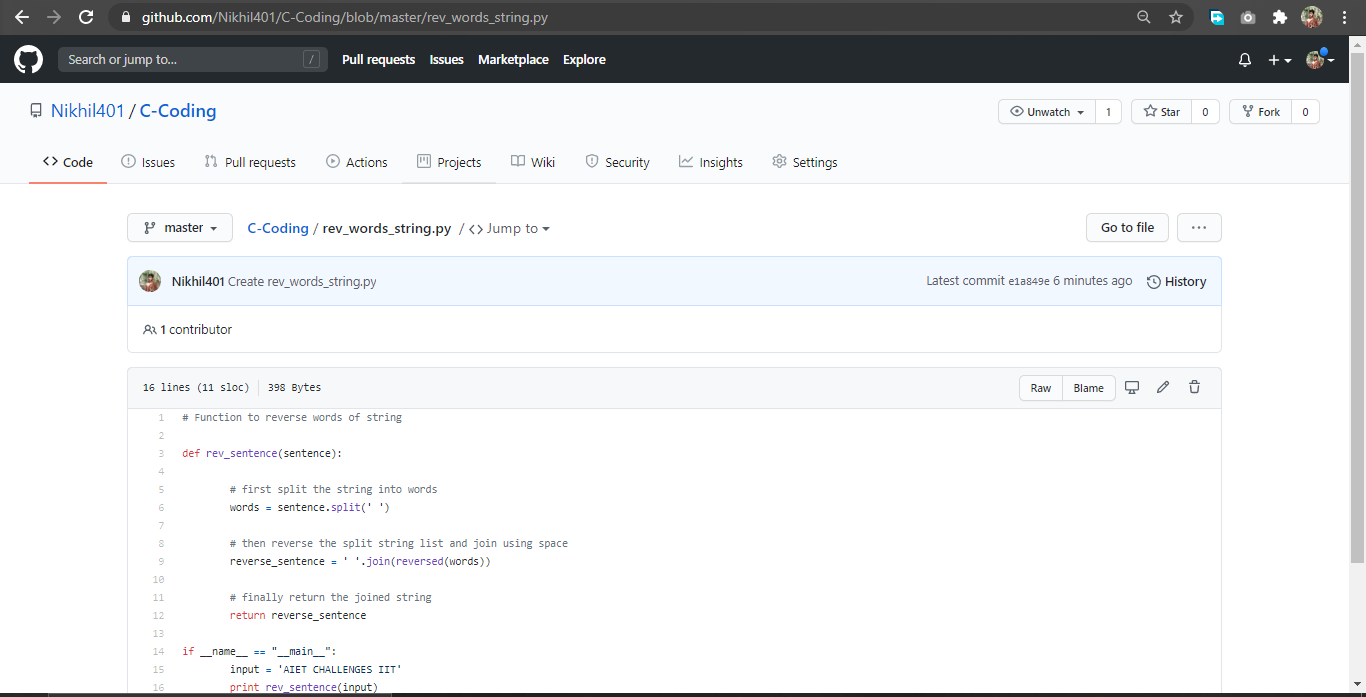 github.com/Nikhil401/C-Coding/blob/master/rev_words_string.py
Search or jump to... / Pull requests Issues Marketplace Explore
Nikhil401 / C-Coding Unwatch 1 Star 0 Fork 0
Code Issues Pull requests Actions Projects Wiki Security Insights Settings
master C-Coding / rev_words_string.py / <> Jump to Go to file ...
Nikhil401 Create rev_words_string.py Latest commit e1a849e 6 minutes ago History
1 contributor
16 lines (11 sloc) 398 Bytes Raw Blame
1 # Function to reverse words of string
2
3 def rev_sentence(sentence):
4
5 # first split the string into words
6 words = sentence.split(' ')
7
8 # then reverse the split string list and join using space
9 reverse_sentence = ' '.join(reversed(words))
10
11 # finally return the joined string
12 return reverse_sentence
13
14 if __name__ == "__main__":
15 input = 'AIET CHALLENGES IIT'
16 print rev_sentence(input)